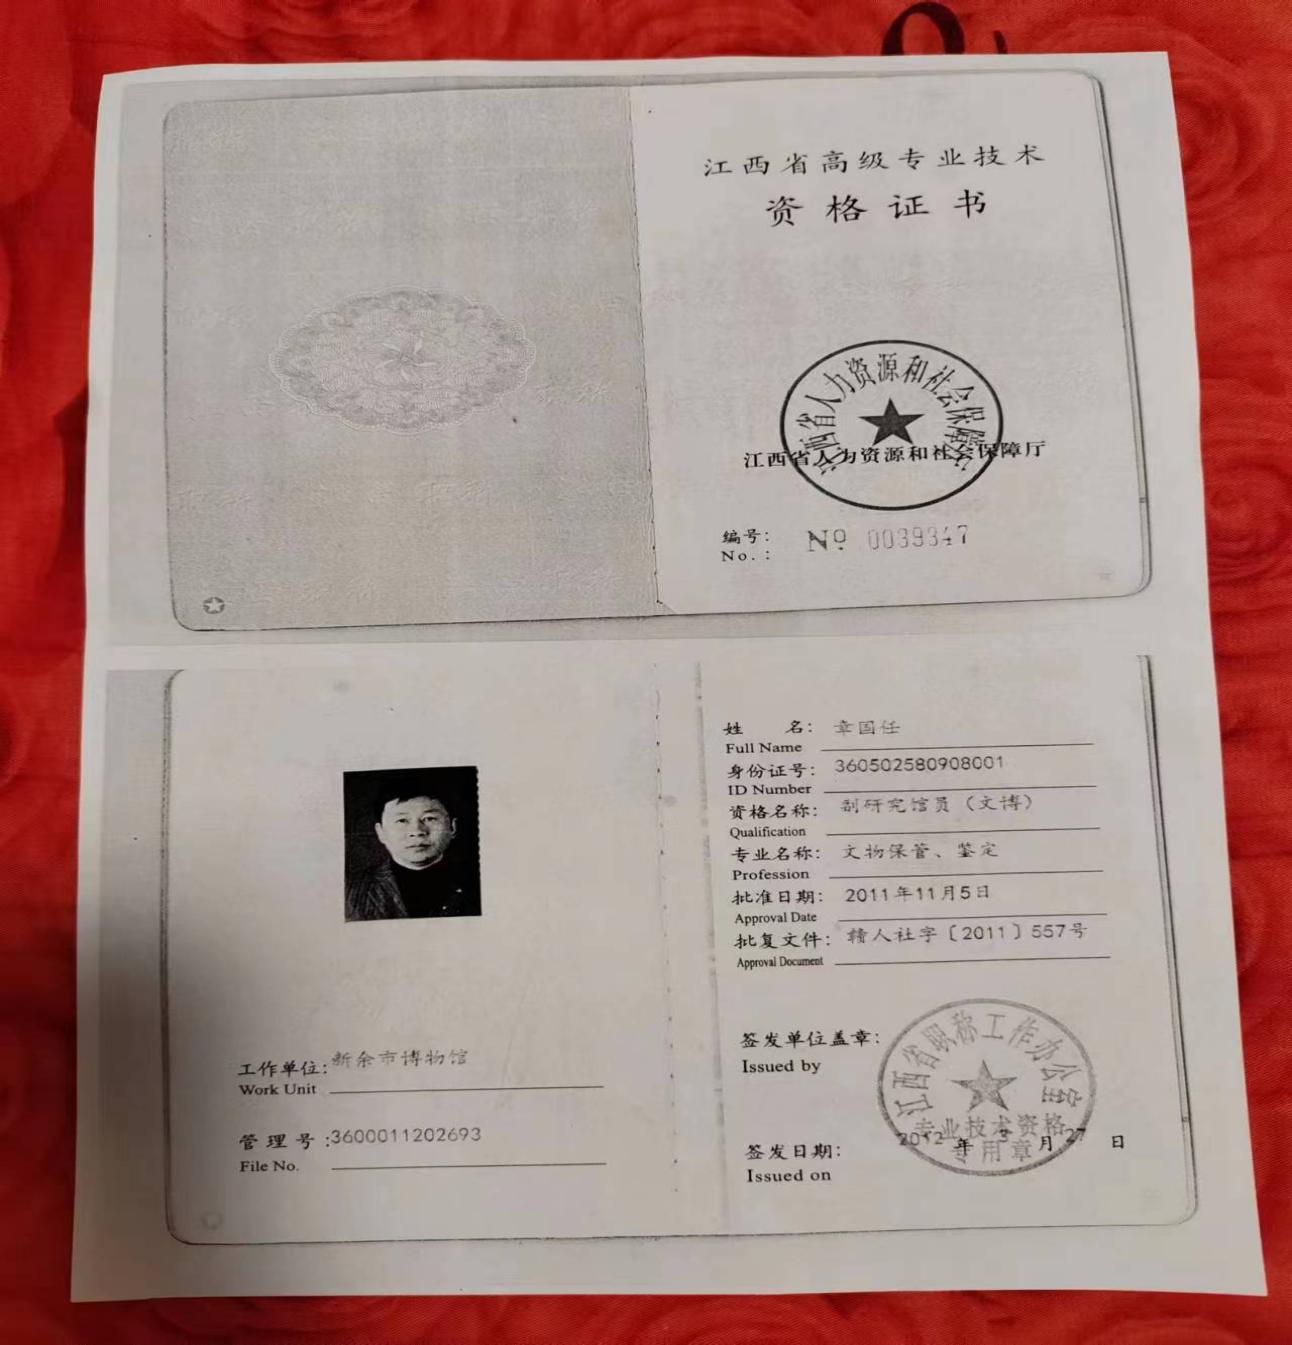 江西省高级专业技术
资格证书
江西省人力资源和社会保障厅
江西省人力资源和社会保障厅
编号:
No.: № 0039347
姓 名: 章国任
Full Name
身份证号: 360502580908001
ID Number
资格名称: 副研究馆员（文博）
Qualification
专业名称: 文物保管、鉴定
Profession
批准日期: 2011年11月5日
Approval Date
批复文件: 赣人社字〔2011〕557号
Approval Document
工作单位: 新余市博物馆
Work Unit
管理号: 3600011202693
File No.
签发单位盖章:
Issued by
江西省职称工作办公室
专业技术资格
专用章
签发日期: 2012年3月27日
Issued on